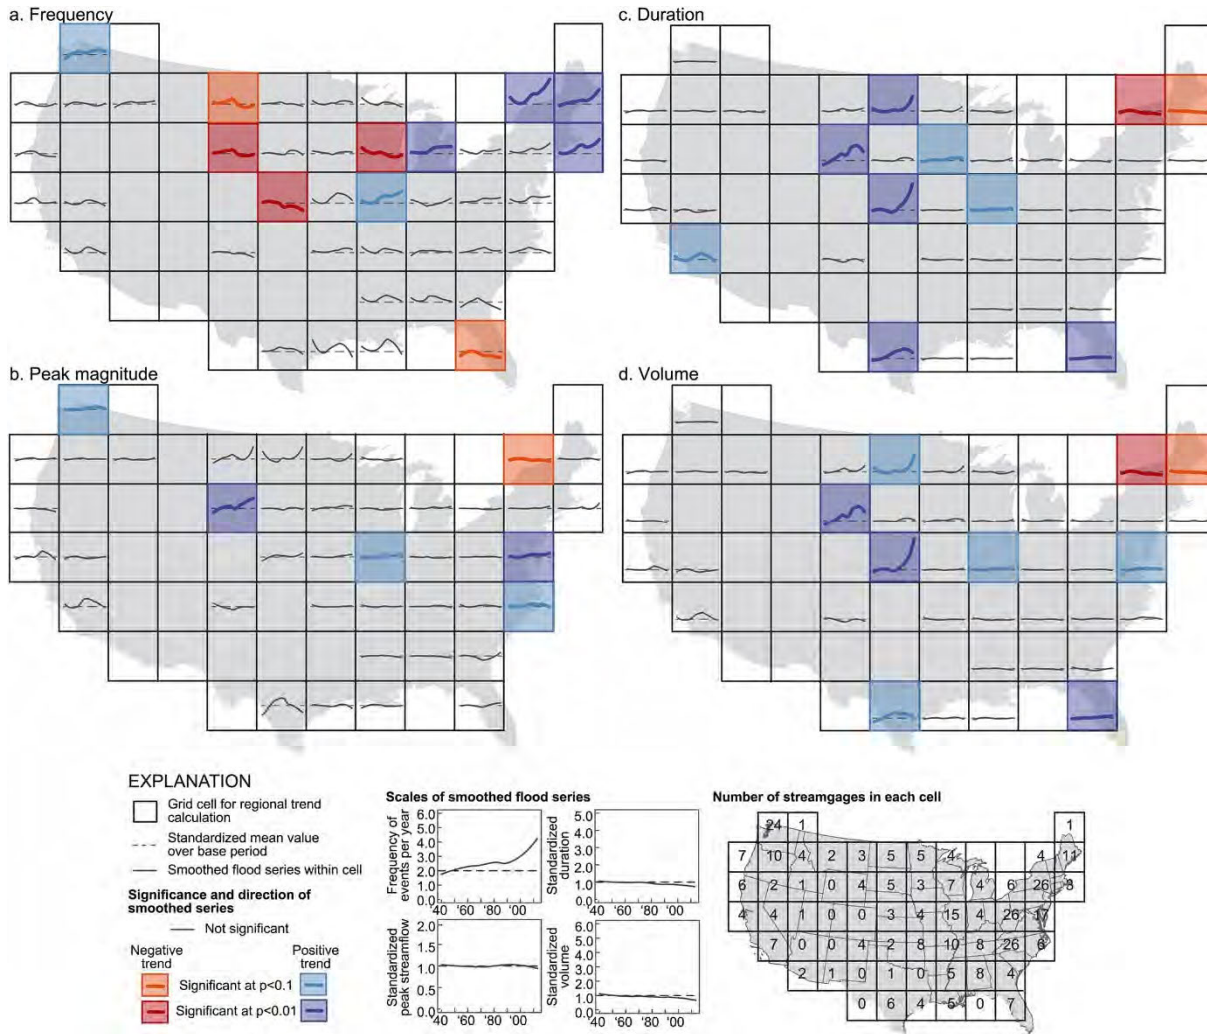 a. Frequency
c. Duration
b. Peak magnitude
d. Volume
EXPLANATION
Grid cell for regional trend
calculation
Standardized mean value
over base period
Smoothed flood series within cell
Significance and direction of
smoothed series
Not significant
Negative
trend
Positive
trend
Significant at p<0.1
Significant at p<0.01
Scales of smoothed flood series
Frequency of
events per year
6.0
5.0
4.0
3.0
2.0
1.0
0.0
40 '60 '80 '00
Standardized
duration
5.0
4.0
3.0
2.0
1.0
0.0
40 '60 '80 '00
Standardized
peak streamflow
2.0
1.5
1.0
0.5
0.0
40 '60 '80 '00
Standardized
volume
6.0
5.0
4.0
3.0
2.0
1.0
0.0
40 '60 '80 '00
Number of streamgages in each cell
24 1 1
7 10 4 2 3 5 5 4 4 11
6 2 1 0 4 5 3 7 4 6 26 3
4 4 1 0 0 3 4 15 4 26 17
7 0 0 4 2 8 10 8 26 6
2 1 0 1 0 5 8 4
0 6 4 5 0 7